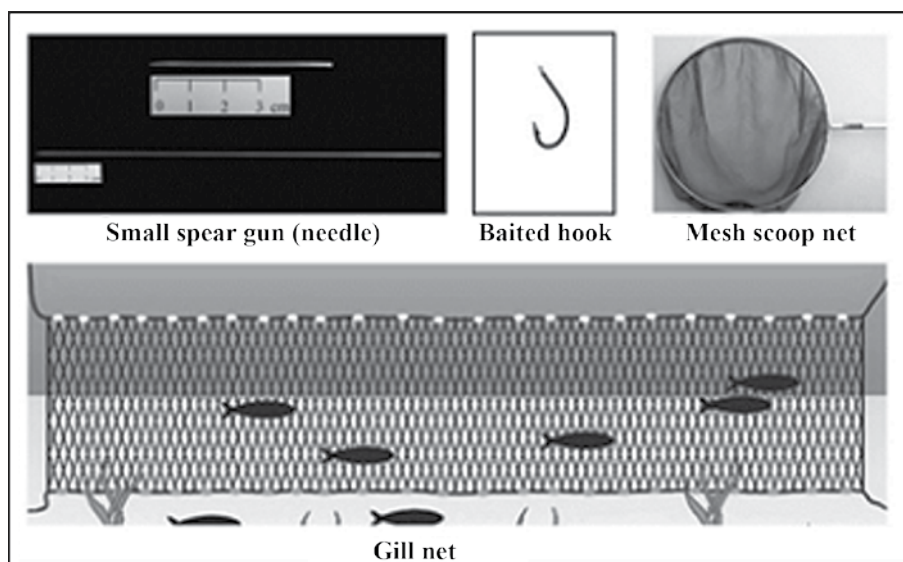 0 1 2 3 cm
Small spear gun (needle)
Baited hook
Mesh scoop net
Gill net